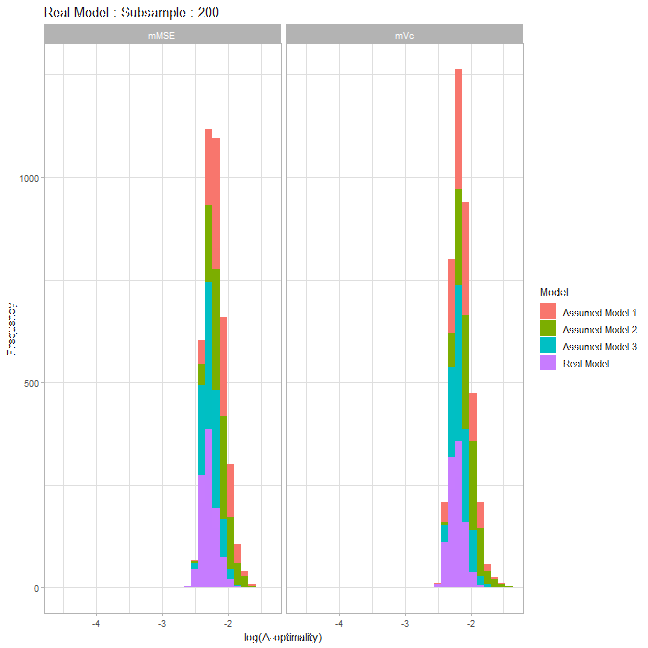 Real Model : Subsample : 200
mMSE
mVc
1000
500
0
Frequency
-4
-3
-2
-4
-3
-2
log(A-optimality)
Model
Assumed Model 1
Assumed Model 2
Assumed Model 3
Real Model